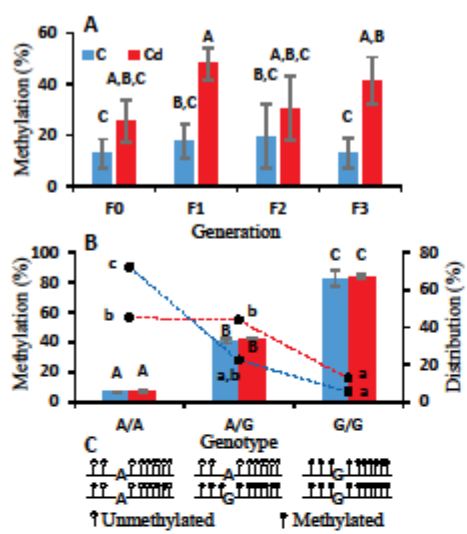 A
C Cd
Methylation (%)
60
40
20
0
C
A,B,C
B,C
A
B,C
A,B,C
C
A,B
F0 F1 F2 F3
Generation
B
Methylation (%)
100
80
60
40
20
0
Distribution (%)
80
60
40
20
0
c
b
A A
b
B
B
a,b
C C
a
a
A/A A/G G/G
Genotype
C
A A G
A G G
Unmethylated Methylated